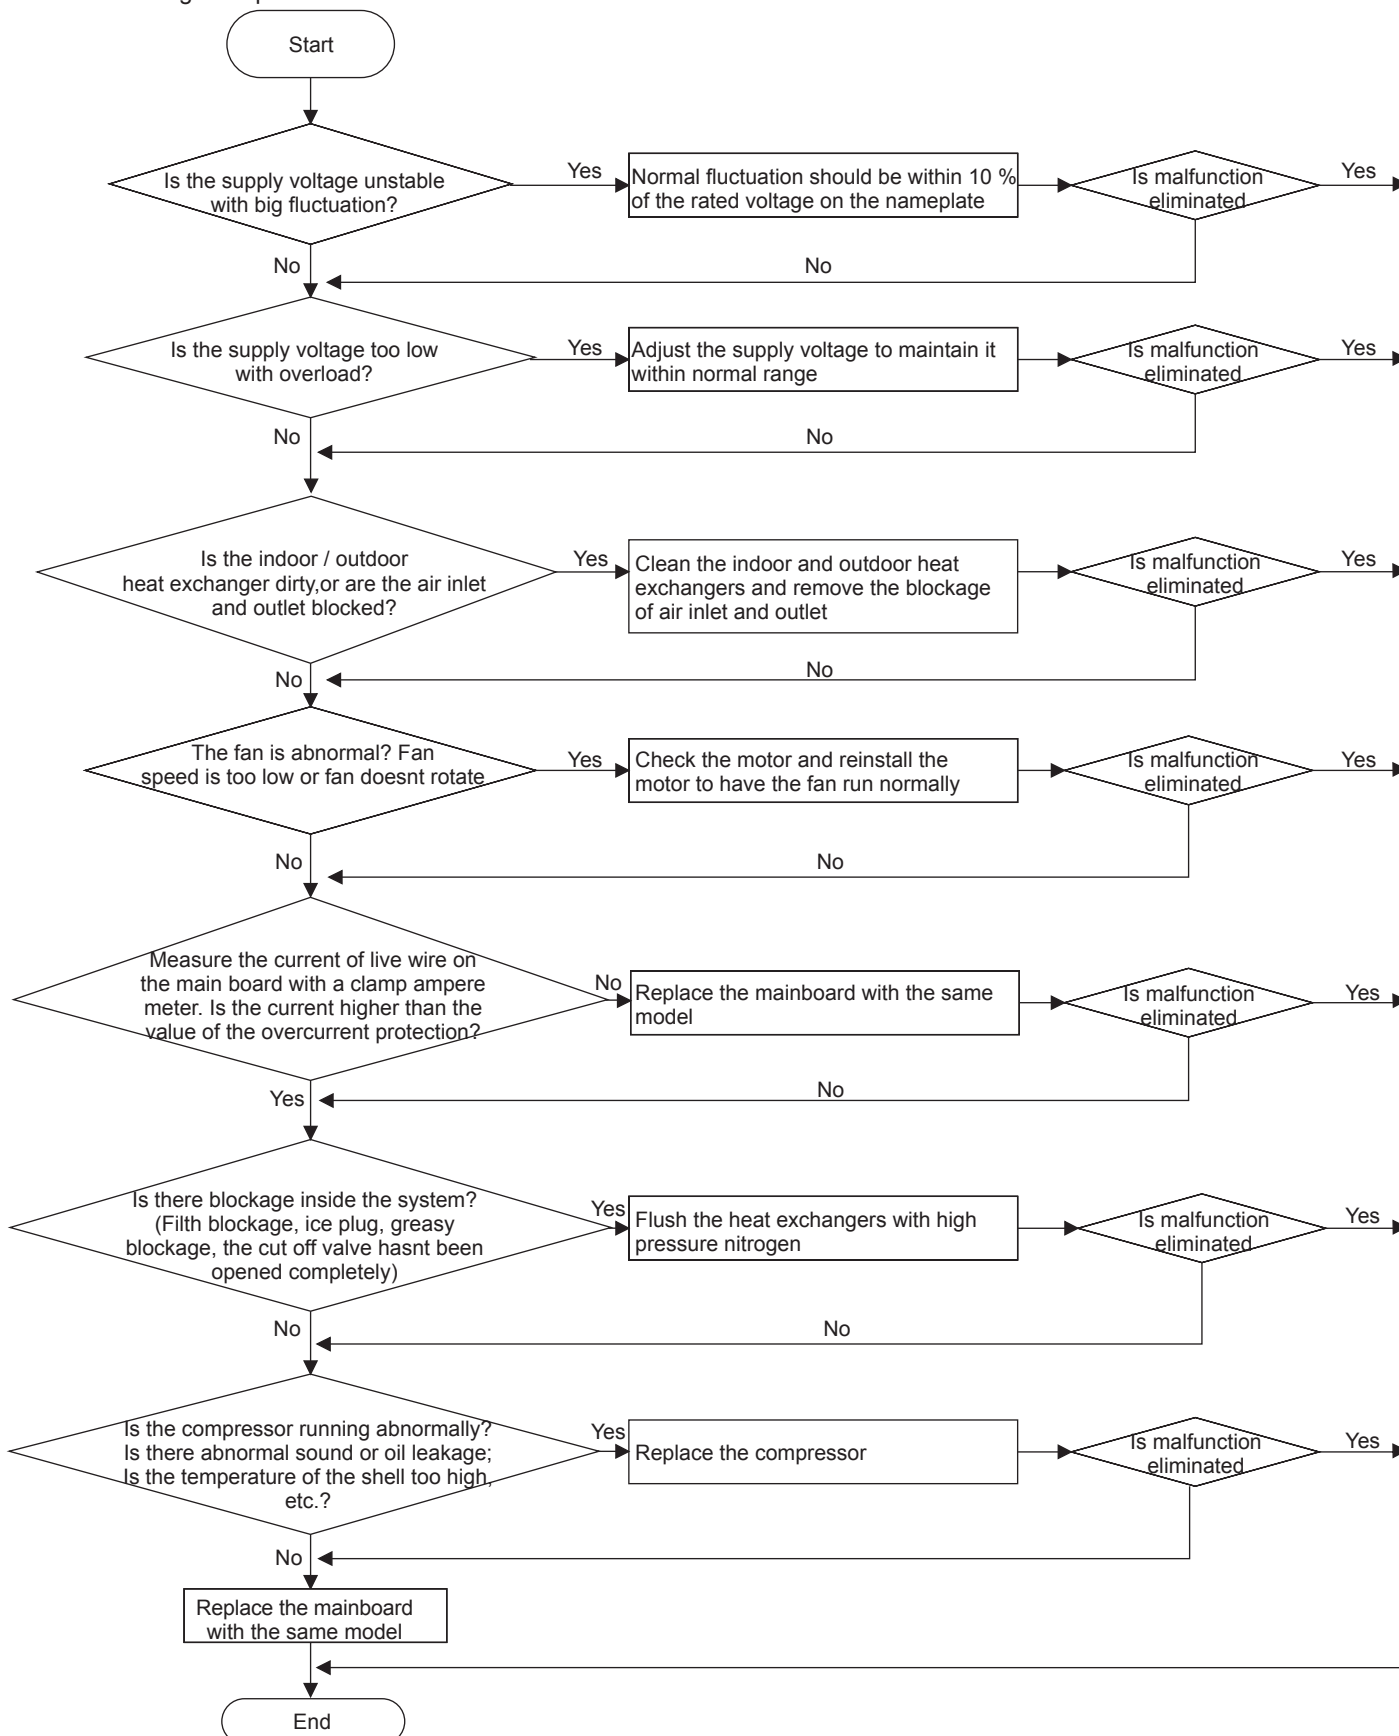 Start
Is the supply voltage unstable
with big fluctuation?
Yes
Normal fluctuation should be within 10 %
of the rated voltage on the nameplate
Is malfunction
eliminated
Yes
No
No
Is the supply voltage too low
with overload?
Yes
Adjust the supply voltage to maintain it
within normal range
Is malfunction
eliminated
Yes
No
No
Is the indoor / outdoor
heat exchanger dirty,or are the air inlet
and outlet blocked?
Yes
Clean the indoor and outdoor heat
exchangers and remove the blockage
of air inlet and outlet
Is malfunction
eliminated
Yes
No
No
The fan is abnormal? Fan
speed is too low or fan doesnt rotate
Yes
Check the motor and reinstall the
motor to have the fan run normally
Is malfunction
eliminated
Yes
No
No
Measure the current of live wire on
the main board with a clamp ampere
meter. Is the current higher than the
value of the overcurrent protection?
No
Replace the mainboard with the same
model
Is malfunction
eliminated
Yes
Yes
No
Is there blockage inside the system?
(Filth blockage, ice plug, greasy
blockage, the cut off valve hasnt been
opened completely)
Yes
Flush the heat exchangers with high
pressure nitrogen
Is malfunction
eliminated
Yes
No
No
Is the compressor running abnormally?
Is there abnormal sound or oil leakage;
Is the temperature of the shell too high,
etc.?
Yes
Replace the compressor
Is malfunction
eliminated
Yes
No
Replace the mainboard
with the same model
End